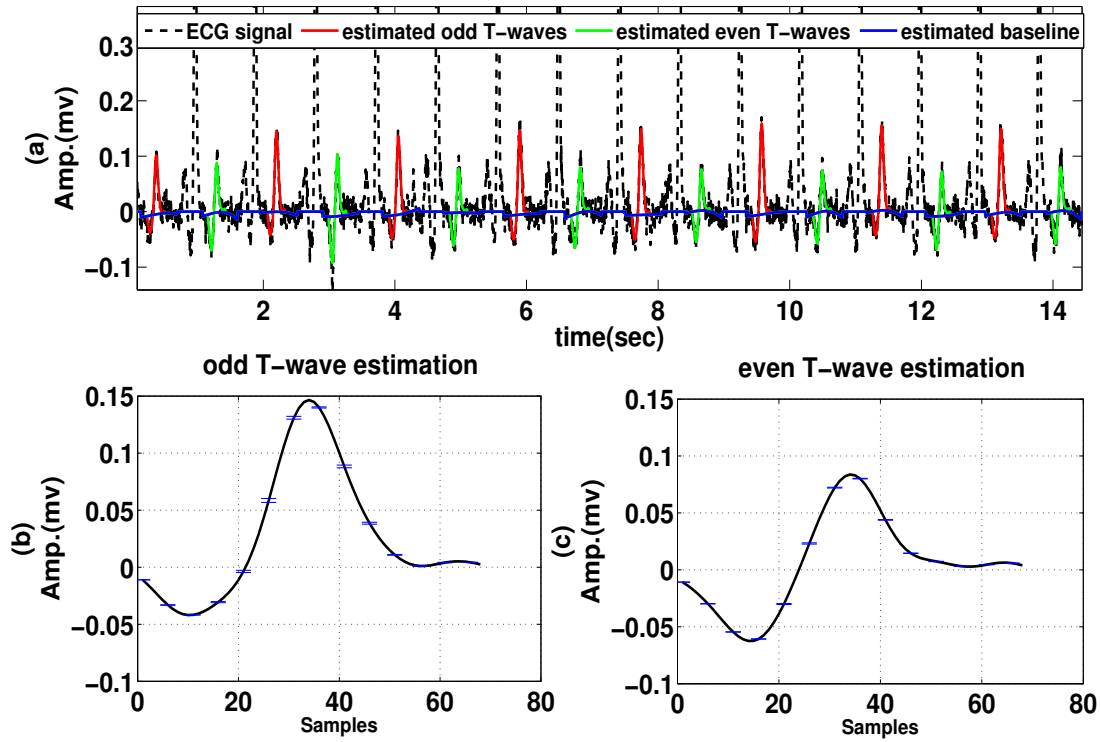 ECG signal estimated odd T−waves estimated even T−waves estimated baseline
(a)
Amp.(mv)
0.3
0.2
0.1
0
−0.1
2 4 6 8 10 12 14
time(sec)
odd T−wave estimation
(b)
Amp.(mv)
0.15
0.1
0.05
0
−0.05
−0.1
0 20 40 60 80
Samples
even T−wave estimation
(c)
Amp.(mv)
0.15
0.1
0.05
0
−0.05
−0.1
0 20 40 60 80
Samples